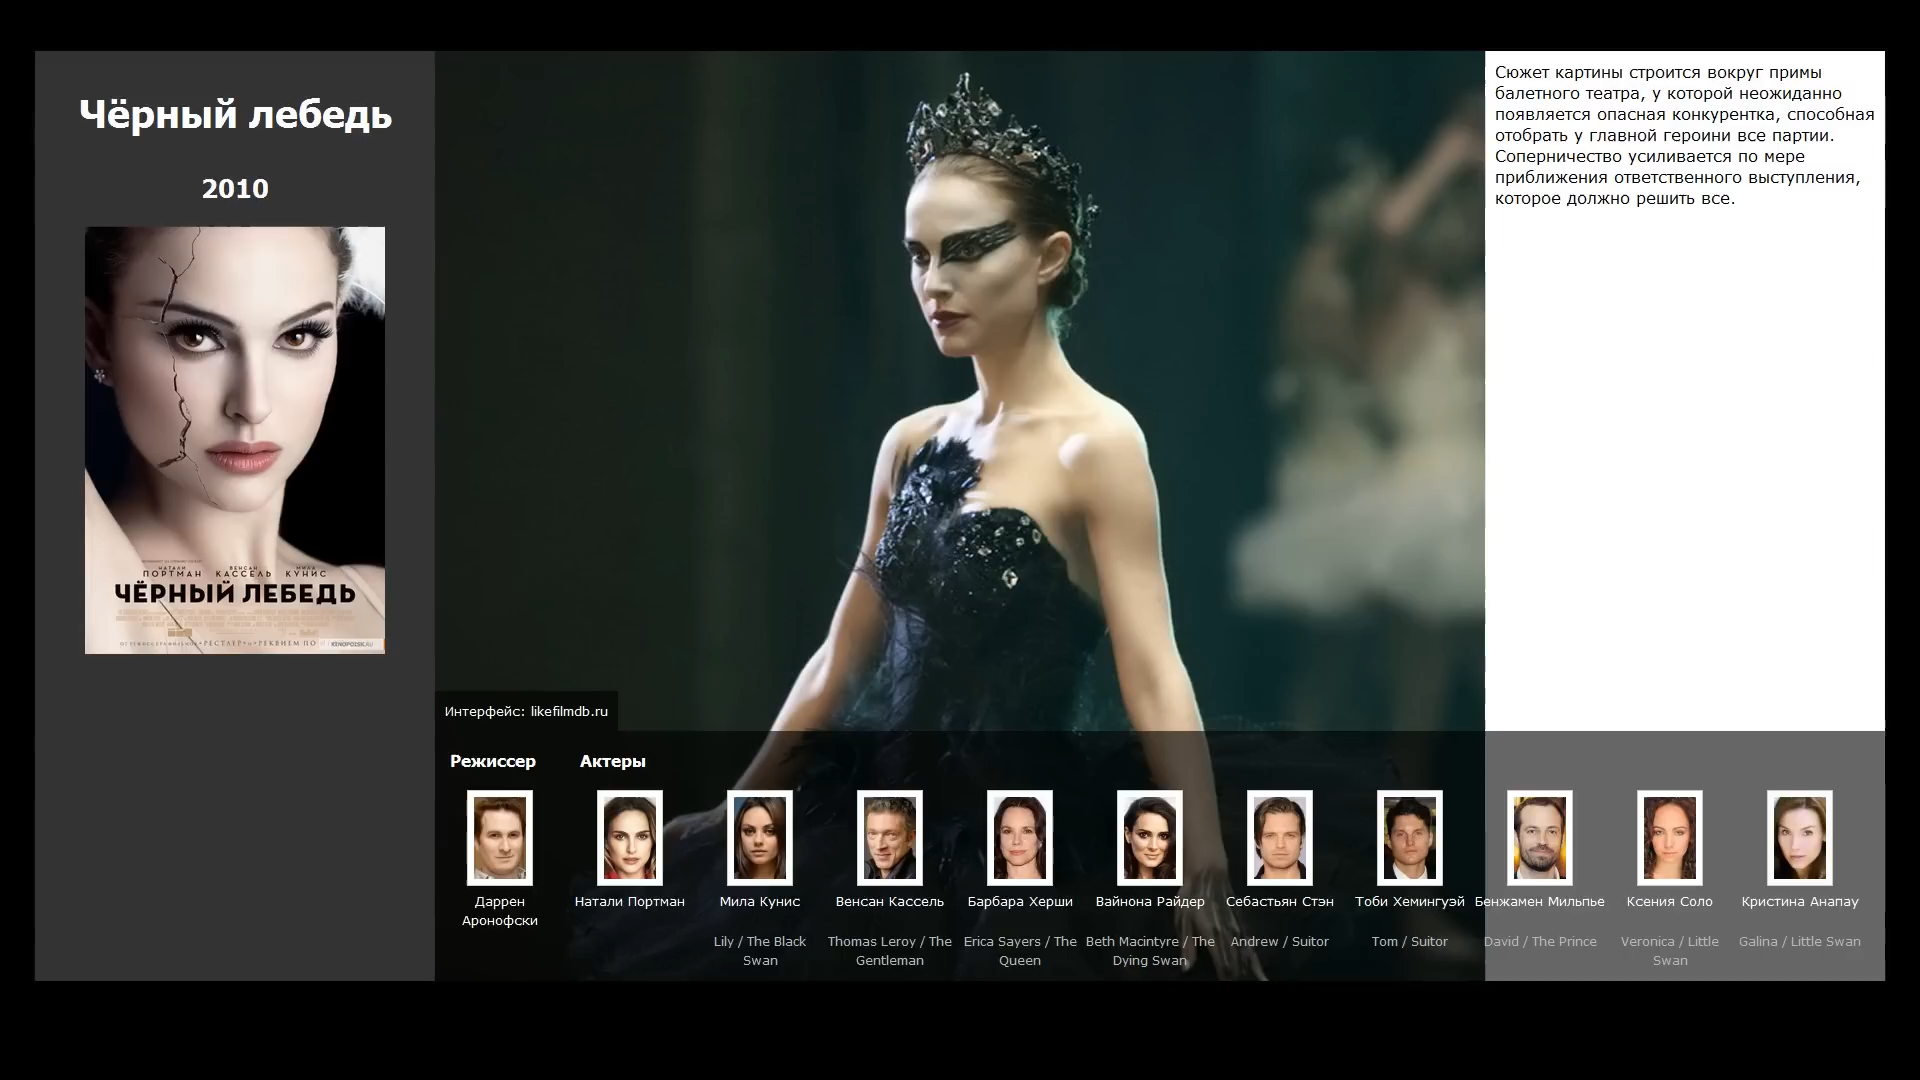 Чёрный лебедь
2010
НАТАЛИ ВЕНСАН МИЛА
ПОРТМАН КАССЕЛЬ КУНИС
ЧЁРНЫЙ ЛЕБЕДЬ
«РЕСТЛЕР» и «РЕКВИЕМ ПО
KINOPOISK.RU
Сюжет картины строится вокруг примы
балетного театра, у которой неожиданно
появляется опасная конкурентка, способная
отобрать у главной героини все партии.
Соперничество усиливается по мере
приближения ответственного выступления,
которое должно решить все.
Интерфейс: likefilmdb.ru
Режиссер
Актеры
Даррен
Аронофски
Натали Портман
Мила Кунис
Lily / The Black
Swan
Венсан Кассель
Thomas Leroy / The
Gentleman
Барбара Херши
Erica Sayers / The
Queen
Вайнона Райдер
Beth Macintyre / The
Dying Swan
Себастьян Стэн
Andrew / Suitor
Тоби Хемингуэй
Tom / Suitor
Бенжамен Мильпье
David / The Prince
Ксения Соло
Veronica / Little
Swan
Кристина Анапау
Galina / Little Swan